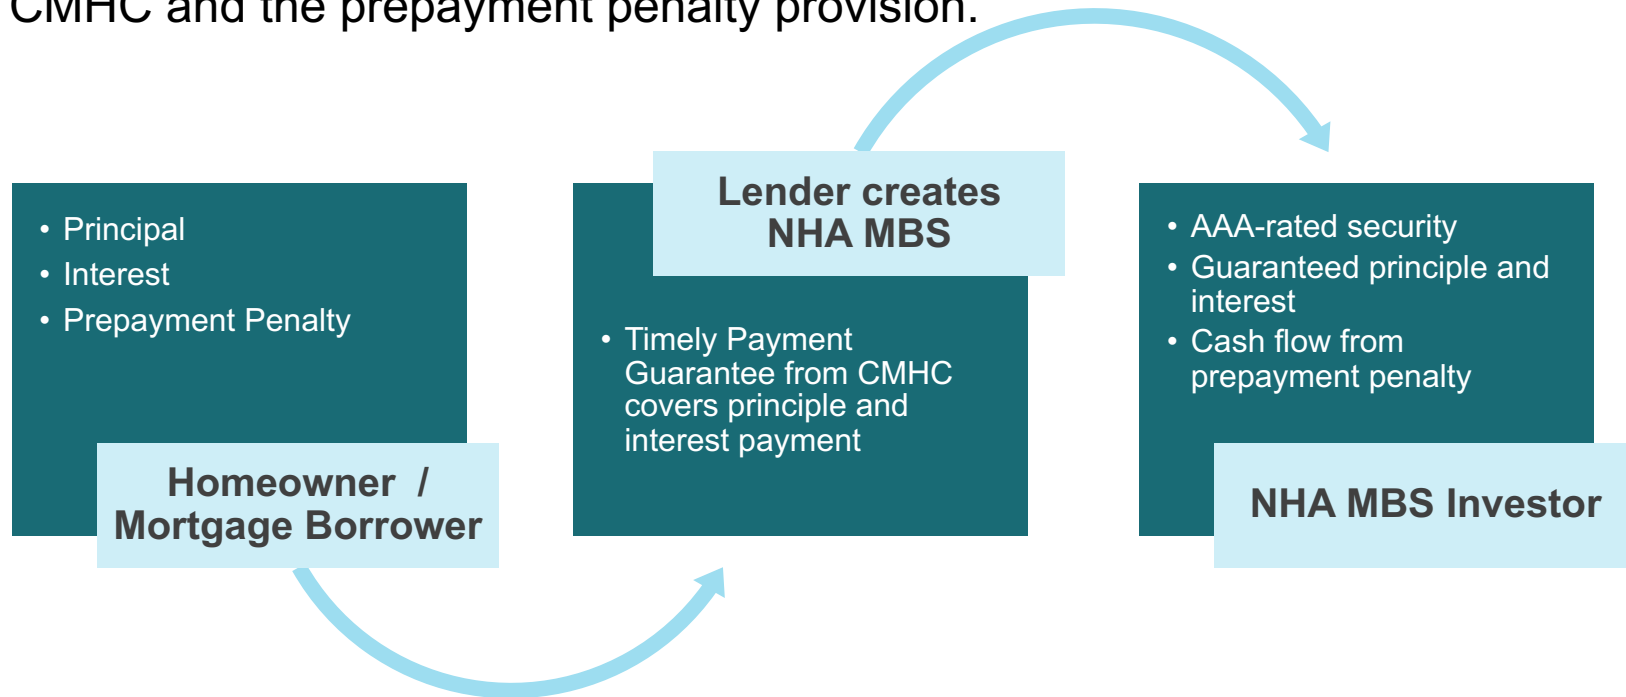 CMHC and the prepayment penalty provision.
• Principal
• Interest
• Prepayment Penalty
Homeowner /
Mortgage Borrower
Lender creates
NHA MBS
• Timely Payment
Guarantee from CMHC
covers principle and
interest payment
• AAA-rated security
• Guaranteed principle and
interest
• Cash flow from
prepayment penalty
NHA MBS Investor